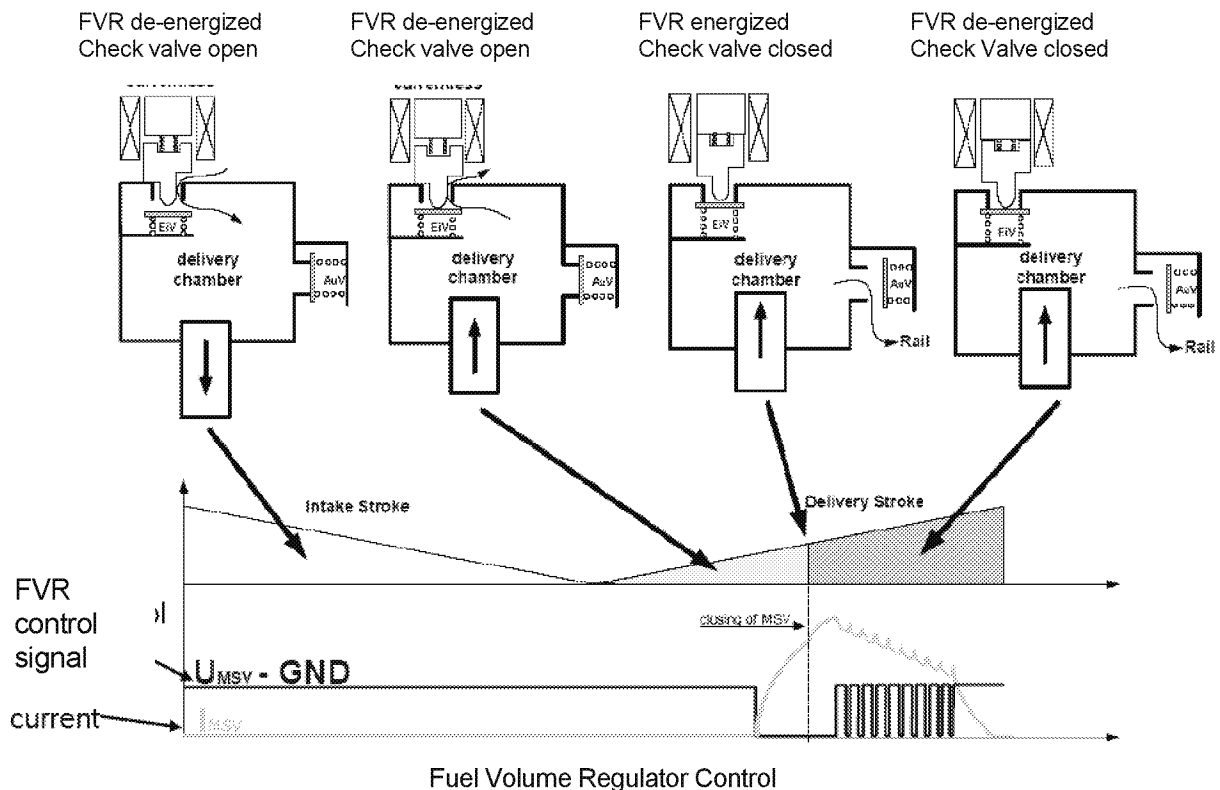 FVR de-energized
Check valve open
FVR de-energized
Check valve open
FVR energized
Check valve closed
FVR de-energized
Check Valve closed
EiV
delivery
chamber
AuV
EiV
delivery
chamber
AuV
EiV
delivery
chamber
AuV
Rail
EiV
delivery
chamber
AuV
Rail
Intake Stroke
Delivery Stroke
FVR
control
signal
closing of MSV
UMSV - GND
current
IMSV
Fuel Volume Regulator Control